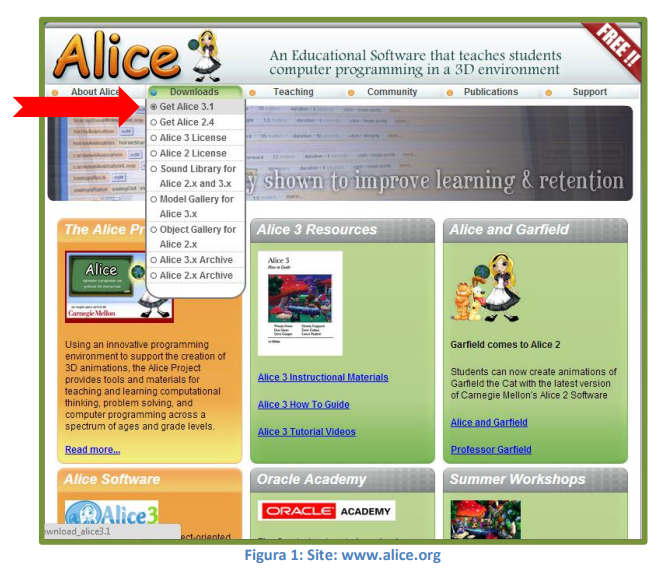 Alice
An Educational Software that teaches students
computer programming in a 3D environment
FREE !!
About Alice
Downloads
Teaching
Community
Publications
Support
Get Alice 3.1
Get Alice 2.4
Alice 3 License
Alice 2 License
Sound Library for
Alice 2.x and 3.x
Model Gallery for
Alice 3.x
Object Gallery for
Alice 2.x
Alice 3.x Archive
Alice 2.x Archive
y shown to improve learning & retention
The Alice Pr
Alice
Carnegie Mellon
Using an innovative programming
environment to support the creation of
3D animations, the Alice Project
provides tools and materials for
teaching and learning computational
thinking, problem solving, and
computer programming across a
spectrum of ages and grade levels.
Read more...
Alice 3 Resources
Alice 3
How to Guide
Alice 3 Instructional Materials
Alice 3 How To Guide
Alice 3 Tutorial Videos
Alice and Garfield
Garfield comes to Alice 2
Students can now create animations of
Garfield the Cat with the latest version
of Carnegie Mellon's Alice 2 Software
Alice and Garfield
Professor Garfield
Alice Software
Alice3
ect-oriented
ownload_alice3.1
Oracle Academy
ORACLE ACADEMY
Summer Workshops
Figura 1: Site: www.alice.org